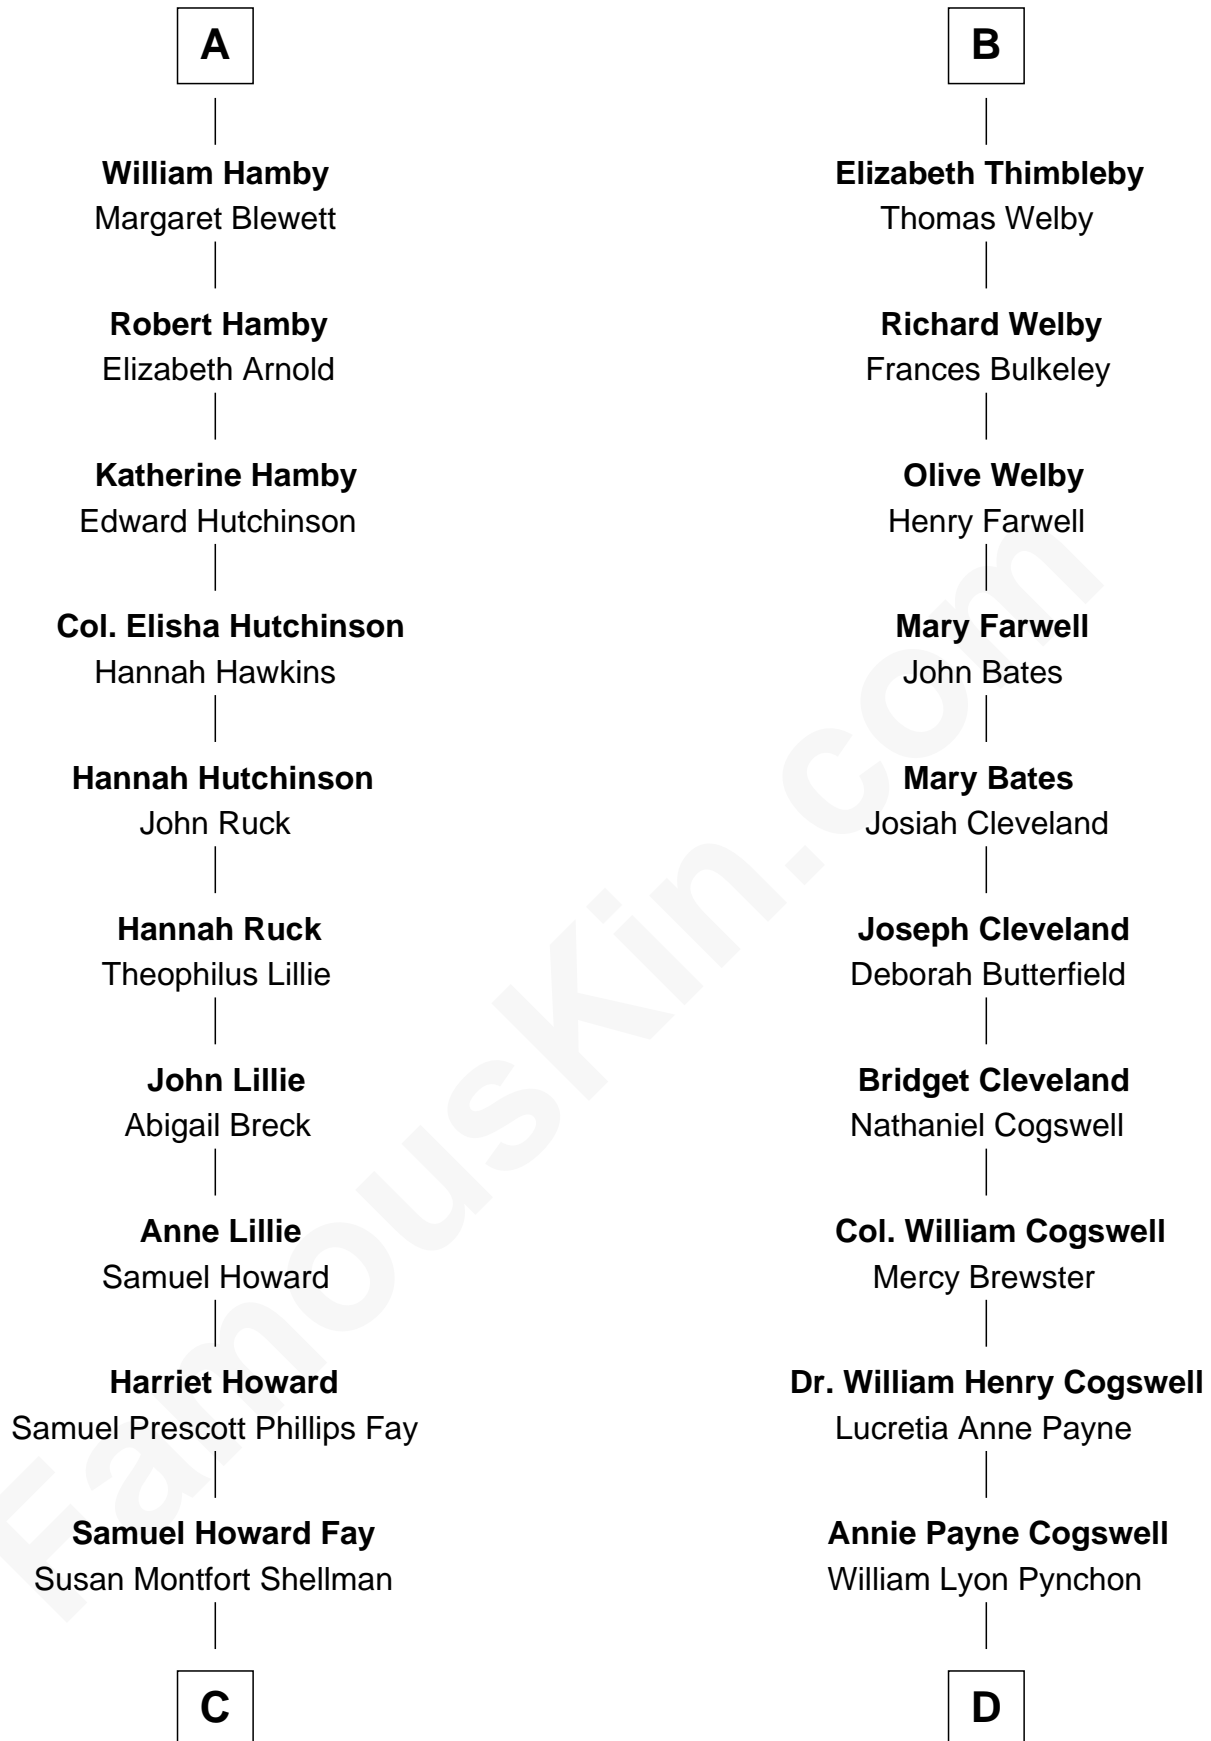 A
William Hamby
Margaret Blewett
Robert Hamby
Elizabeth Arnold
Katherine Hamby
Edward Hutchinson
Col. Elisha Hutchinson
Hannah Hawkins
Hannah Hutchinson
John Ruck
Hannah Ruck
Theophilus Lillie
John Lillie
Abigail Breck
Anne Lillie
Samuel Howard
Harriet Howard
Samuel Prescott Phillips Fay
Samuel Howard Fay
Susan Montfort Shellman
C
B
Elizabeth Thimbleby
Thomas Welby
Richard Welby
Frances Bulkeley
Olive Welby
Henry Farwell
Mary Farwell
John Bates
Mary Bates
Josiah Cleveland
Joseph Cleveland
Deborah Butterfield
Bridget Cleveland
Nathaniel Cogswell
Col. William Cogswell
Mercy Brewster
Dr. William Henry Cogswell
Lucretia Anne Payne
Annie Payne Cogswell
William Lyon Pynchon
D
FamousKin.com